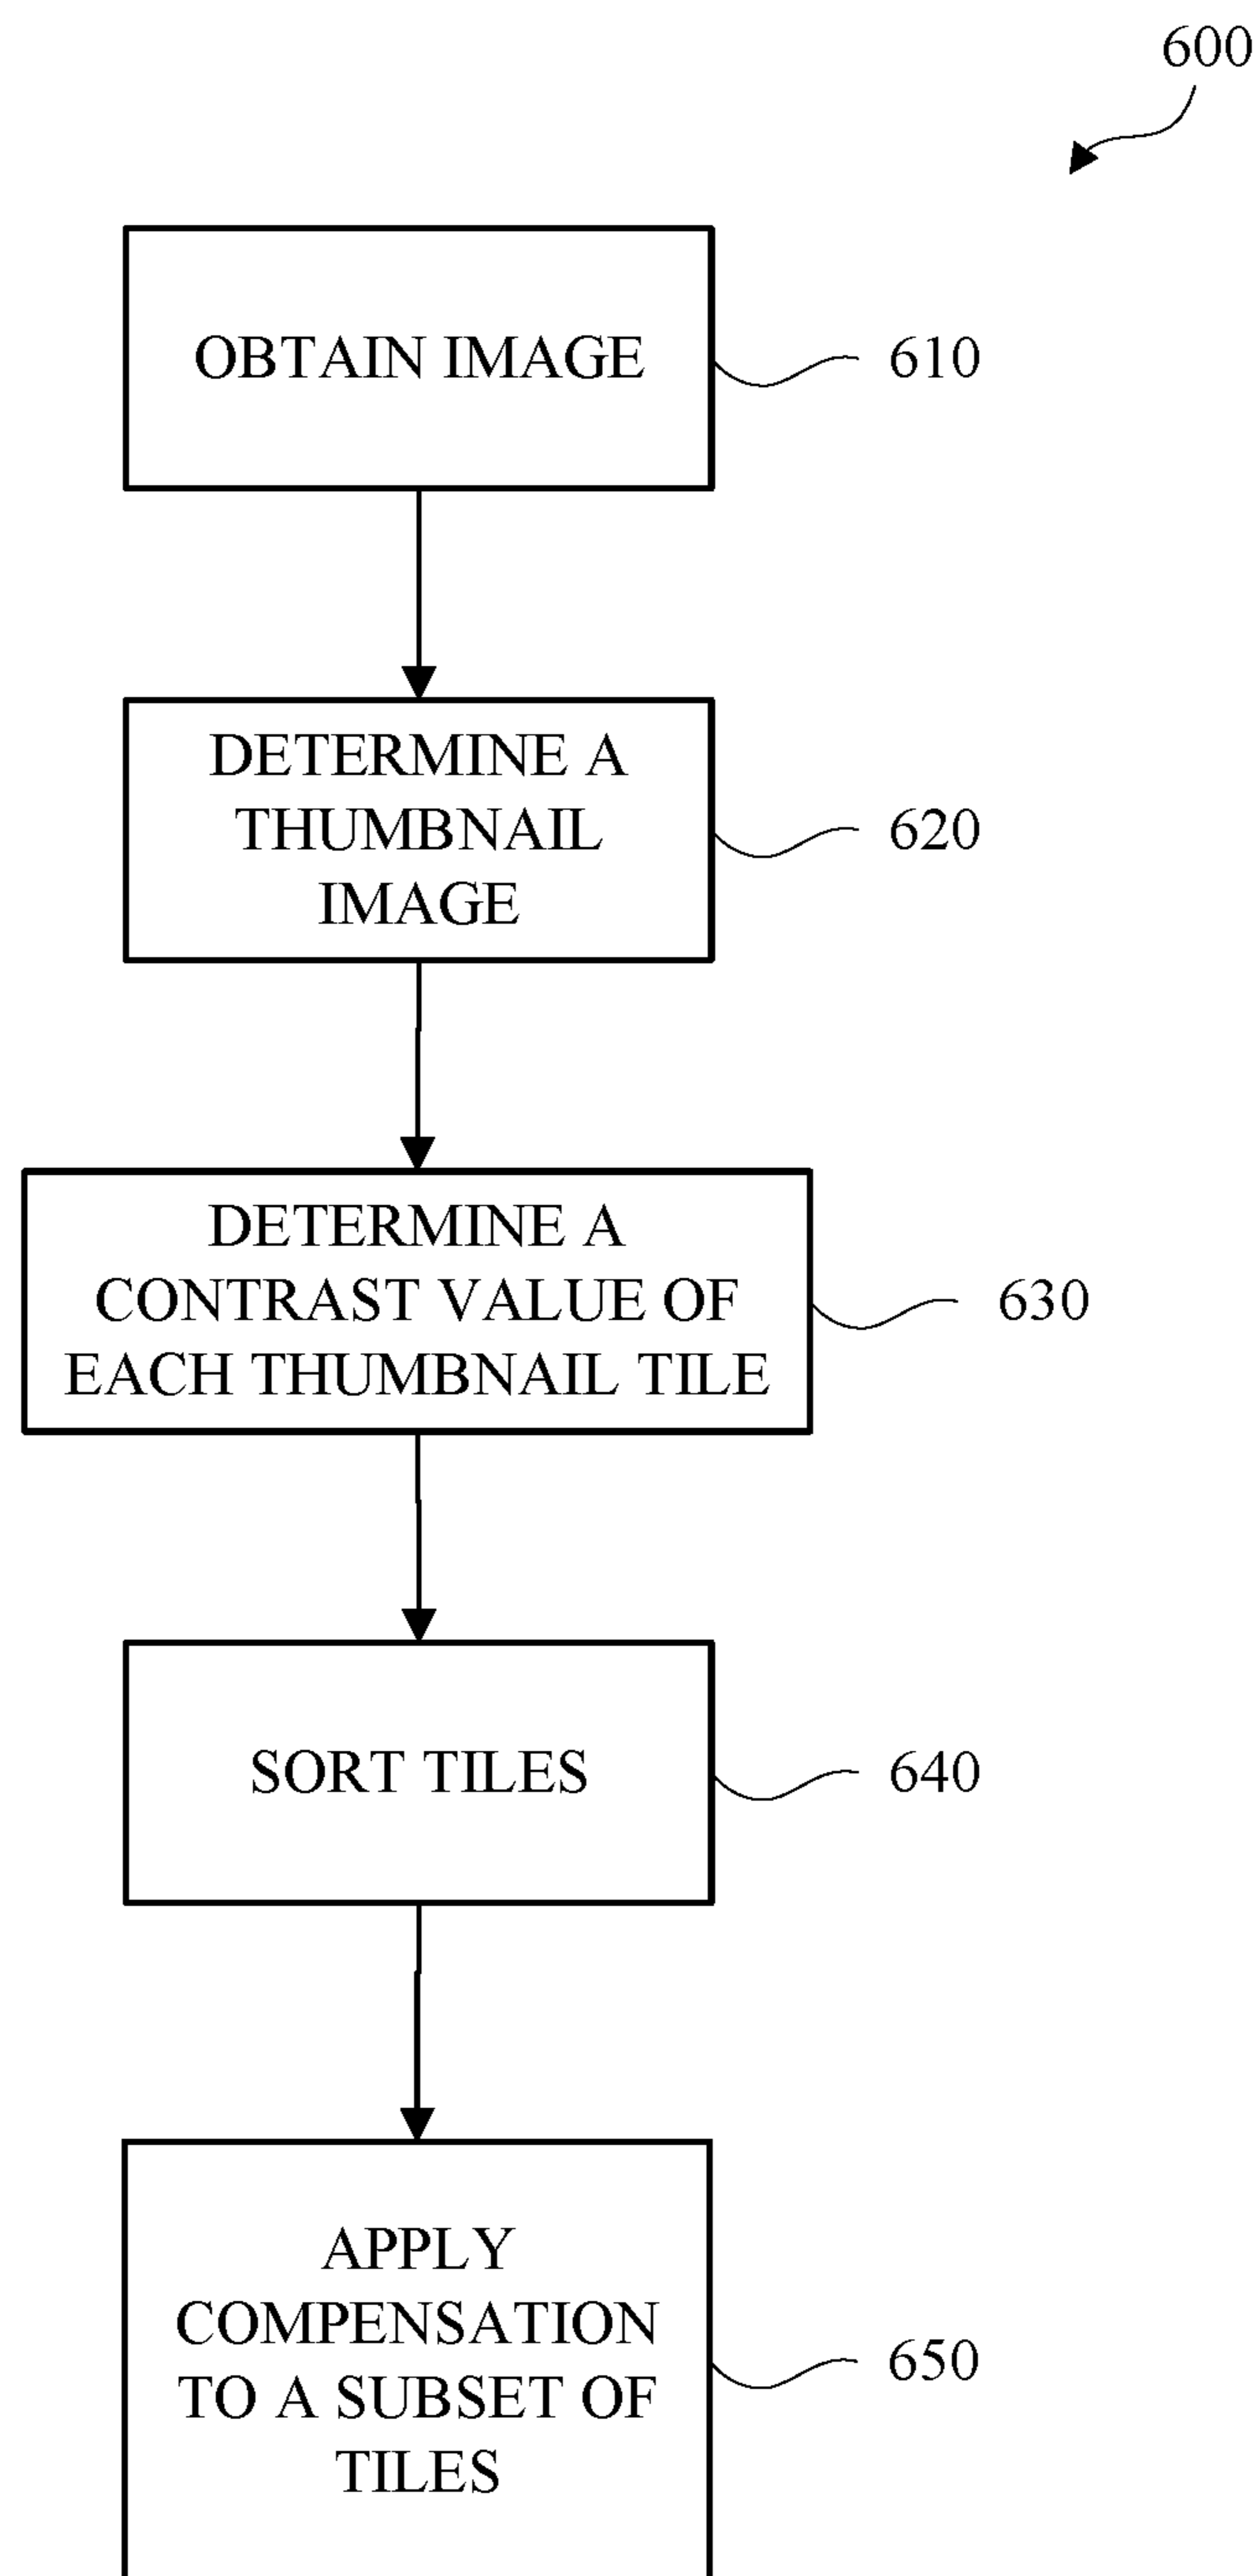 600
OBTAIN IMAGE
610
DETERMINE A
THUMBNAIL
IMAGE
620
DETERMINE A
CONTRAST VALUE OF
EACH THUMBNAIL TILE
630
SORT TILES
640
APPLY
COMPENSATION
TO A SUBSET OF
TILES
650